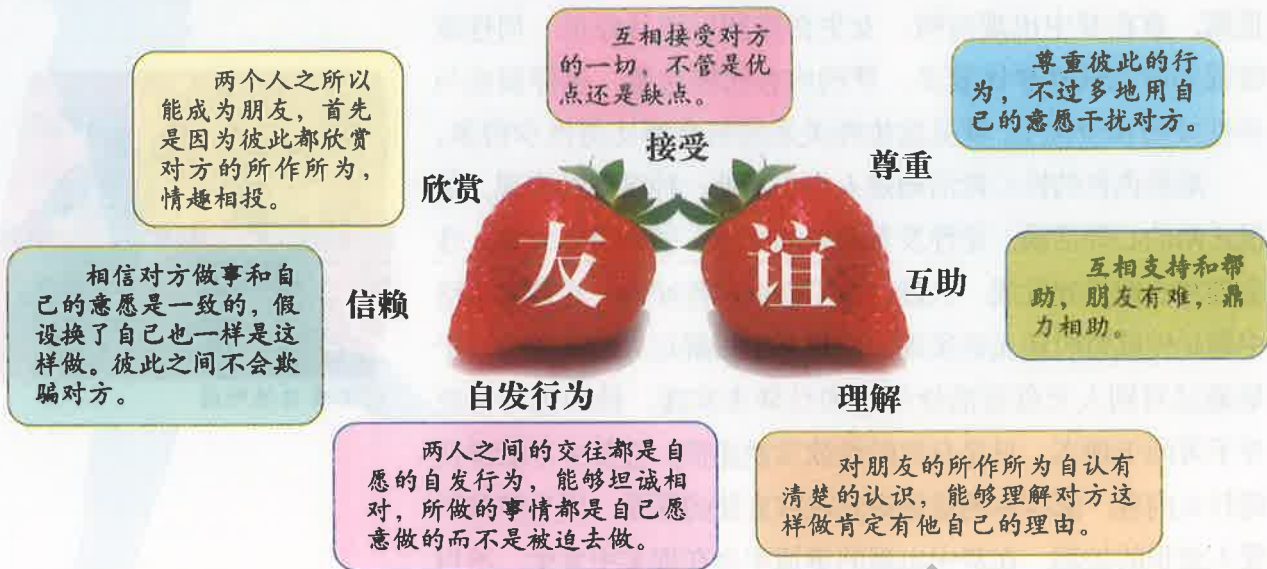 互相接受对方
的一切，不管是优
点还是缺点。
接受
两个人之所以
能成为朋友，首先
是因为彼此都欣赏
对方的所作所为，
情趣相投。
欣赏
尊重彼此的行
为，不过多地用自
己的意愿干扰对方。
尊重
友谊
相信对方做事和自
己的意愿是一致的，假
设换了自己也一样是这
样做。彼此之间不会欺
骗对方。
信赖
互助
互相支持和帮
助，朋友有难，鼎
力相助。
自发行为
两人之间的交往都是自
愿的自发行为，能够坦诚相
对，所做的事情都是自己愿
意做的而不是被迫去做。
理解
对朋友的所作所为自认有
清楚的认识，能够理解对方这
样做肯定有他自己的理由。